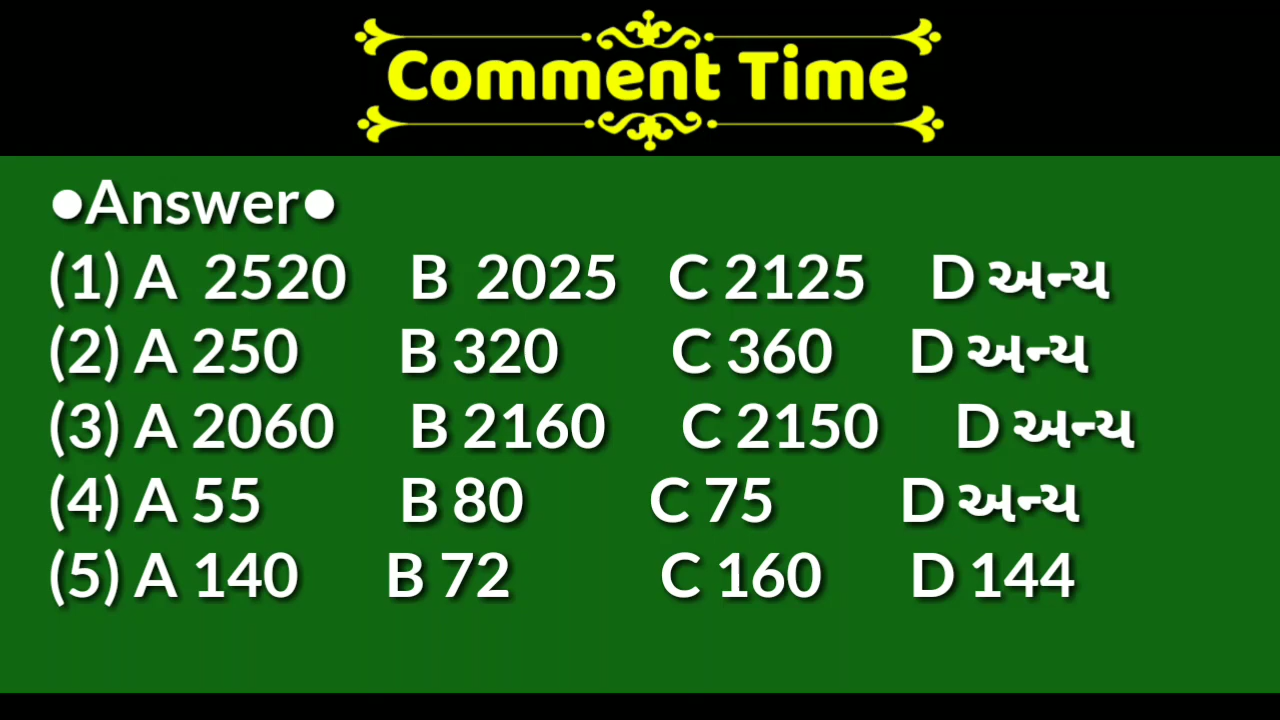 Comment Time
●Answer●
(1) A 2520 B 2025 C 2125 D અન્ય
(2) A 250 B 320 C 360 D અન્ય
(3) A 2060 B 2160 C 2150 D અન્ય
(4) A 55 B 80 C 75 D અન્ય
(5) A 140 B 72 C 160 D 144